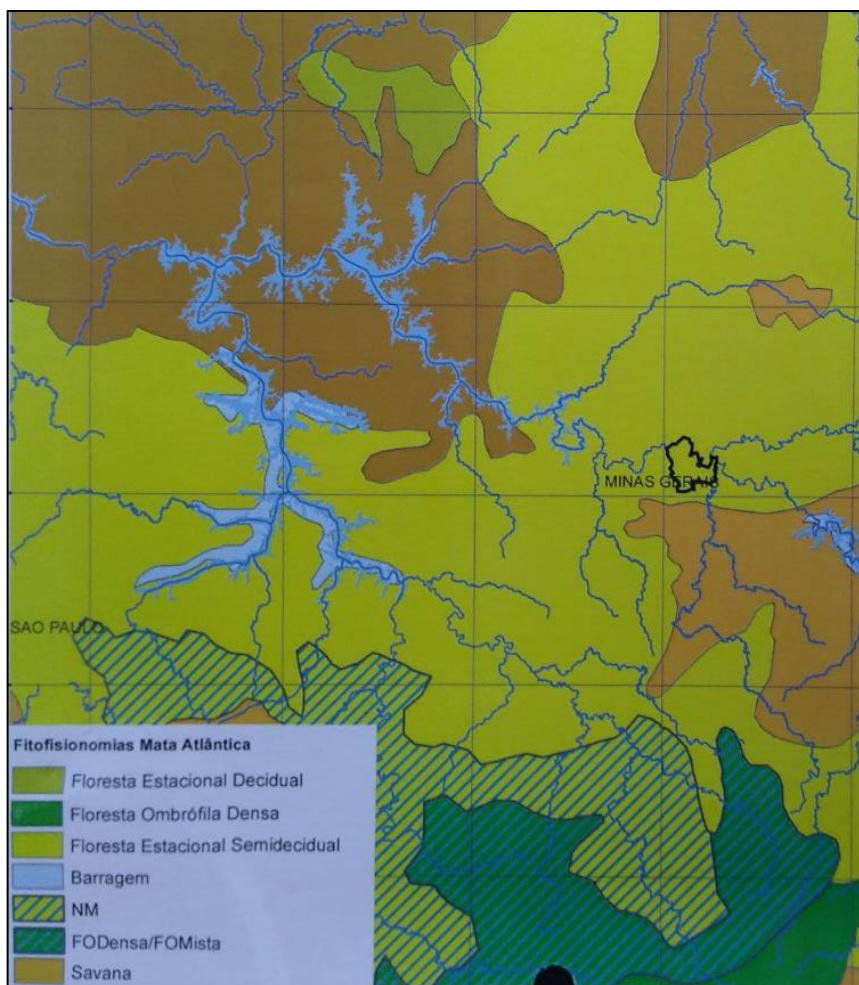 MINAS GERAIS
SAO PAULO
Fitofisionomias Mata Atlântica
Floresta Estacional Decidual
Floresta Ombrófila Densa
Floresta Estacional Semidecidual
Barragem
NM
FODensa/FOMista
Savana